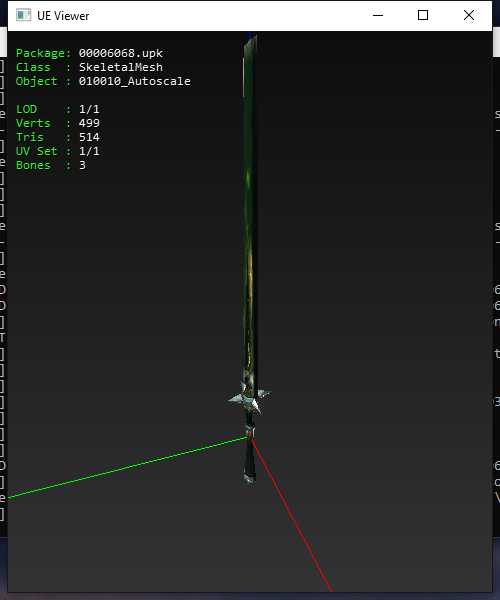 UE Viewer
Package: 00006068.upk
Class : SkeletalMesh
Object : 010010_Autoscale
LOD : 1/1
Verts : 499
Tris : 514
UV Set : 1/1
Bones : 3